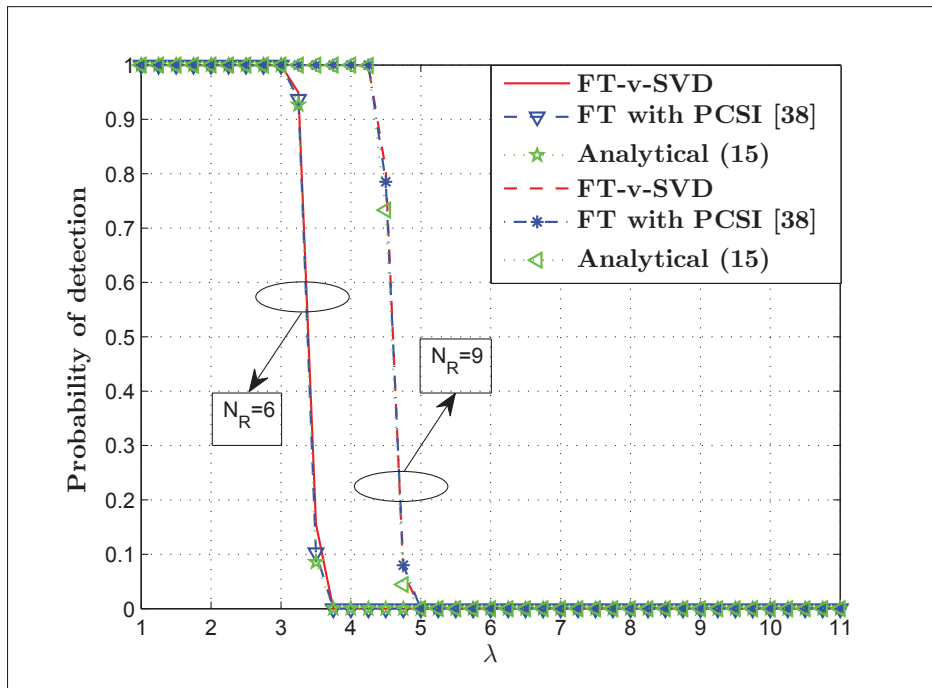 1
0.9
0.8
0.7
0.6
0.5
0.4
0.3
0.2
0.1
0
Probability of detection
FT-v-SVD
FT with PCSI [38]
Analytical (15)
FT-v-SVD
FT with PCSI [38]
Analytical (15)
N_R=9
N_R=6
1 2 3 4 5 6 7 8 9 10 11
λ